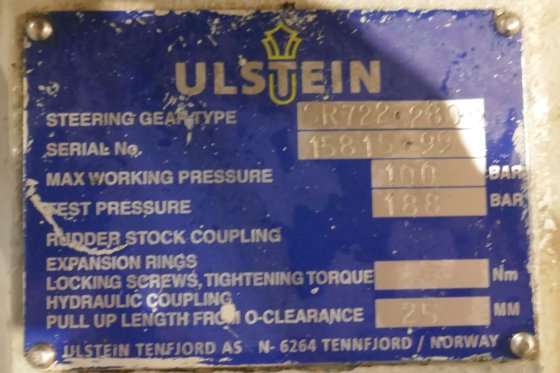 ULSTEIN
STEERING GEAR TYPE SR722-280
SERIAL No. 15815-99
MAX WORKING PRESSURE 100 BAR
TEST PRESSURE 188 BAR
RUDDER STOCK COUPLING
EXPANSION RINGS
LOCKING SCREWS, TIGHTENING TORQUE Nm
HYDRAULIC COUPLING
PULL UP LENGTH FROM O-CLEARANCE 25 MM
ULSTEIN TENFJORD AS N- 6264 TENNFJORD / NORWAY